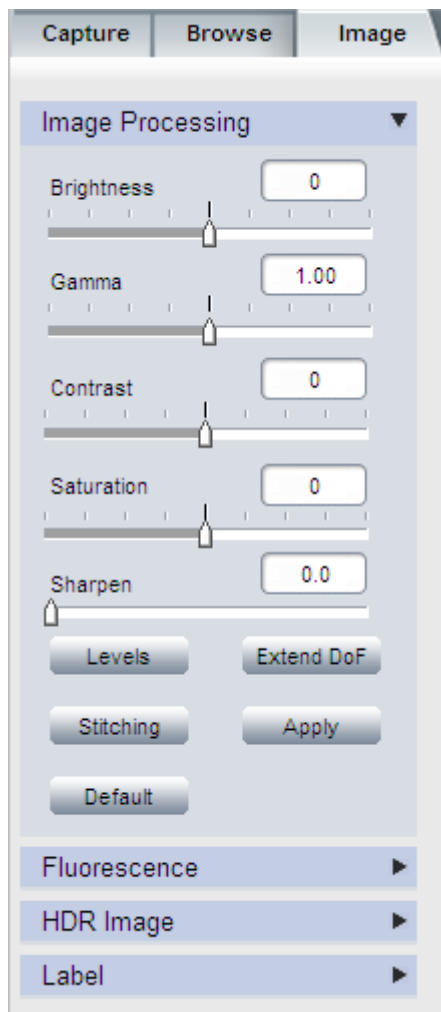 Capture Browse Image
Image Processing
Brightness 0
Gamma 1.00
Contrast 0
Saturation 0
Sharpen 0.0
Levels Extend DoF
Stitching Apply
Default
Fluorescence
HDR Image
Label